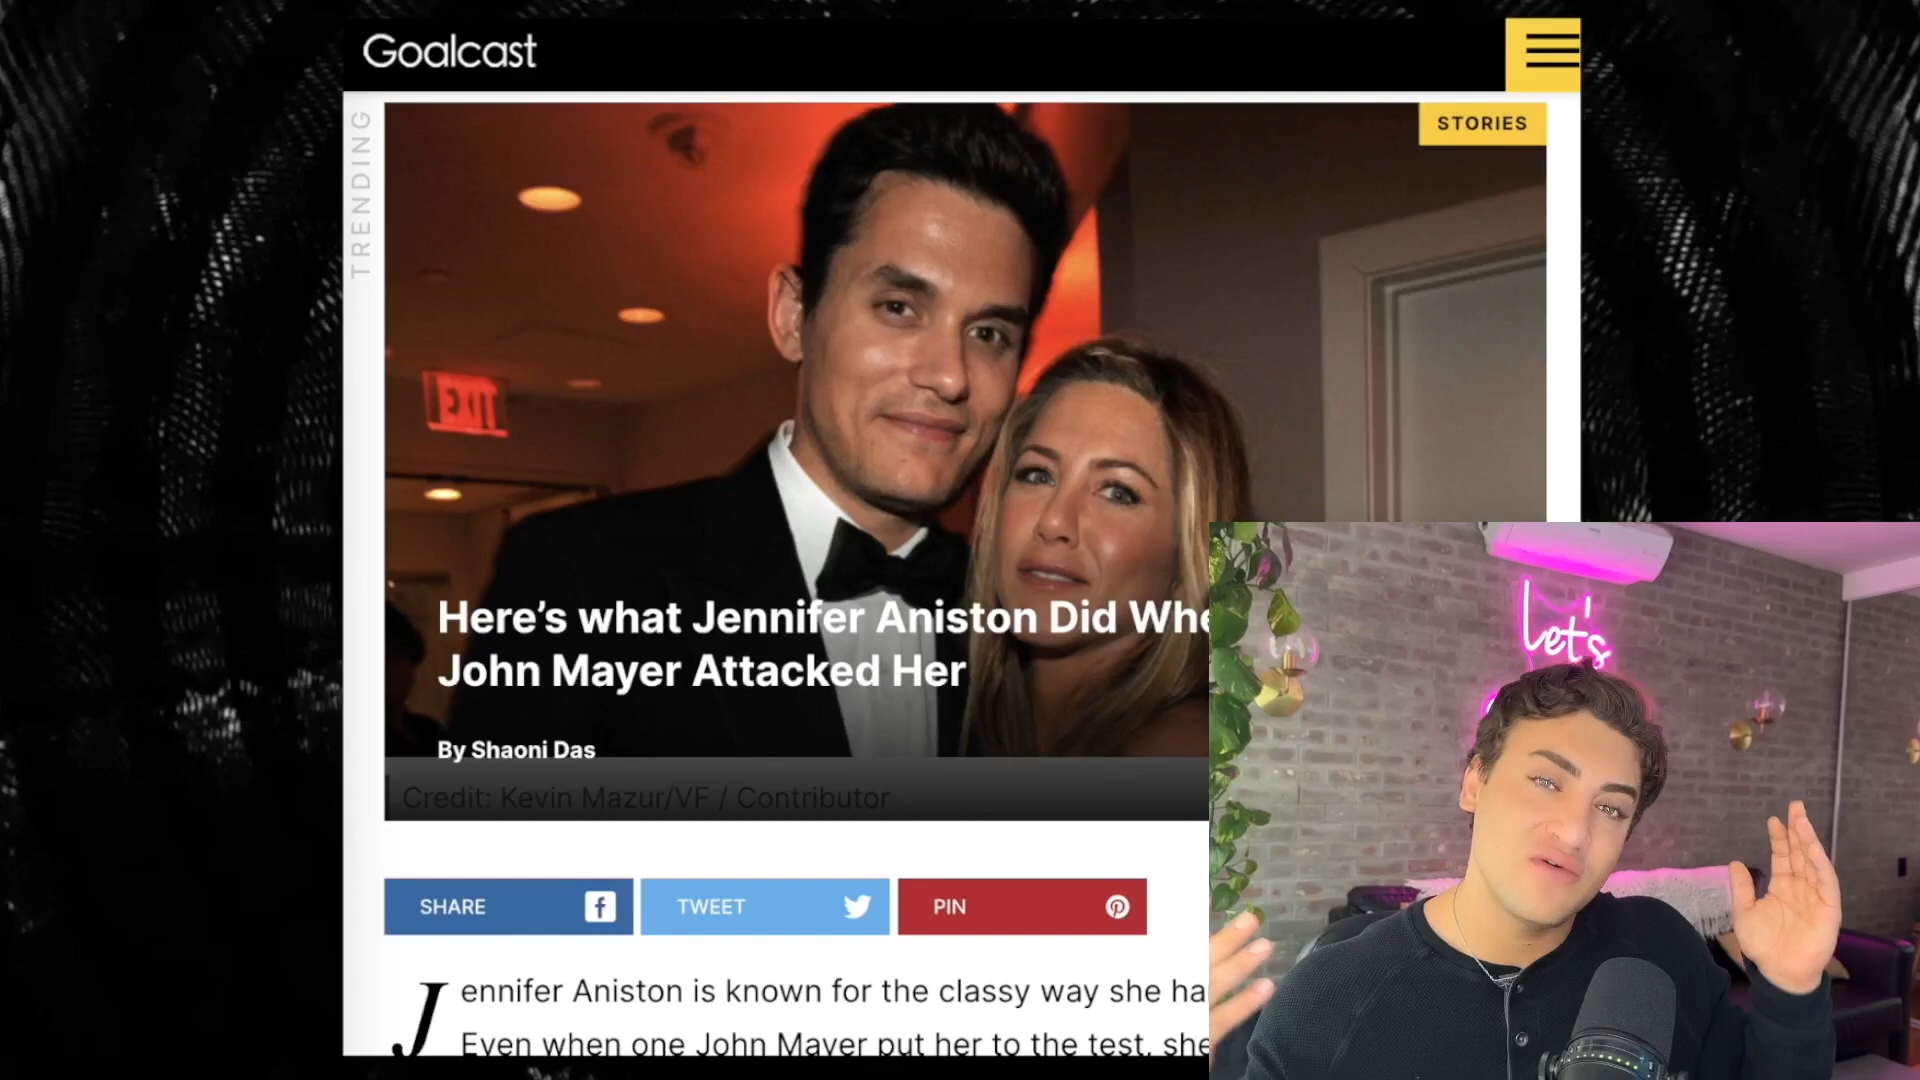 Goalcast
TRENDING
STORIES
EXIT
Here's what Jennifer Aniston Did Whe
John Mayer Attacked Her
By Shaoni Das
Credit: Kevin Mazur/VF / Contributor
SHARE
TWEET
PIN
Jennifer Aniston is known for the classy way she ha
Even when one John Mayer put her to the test, she
let's